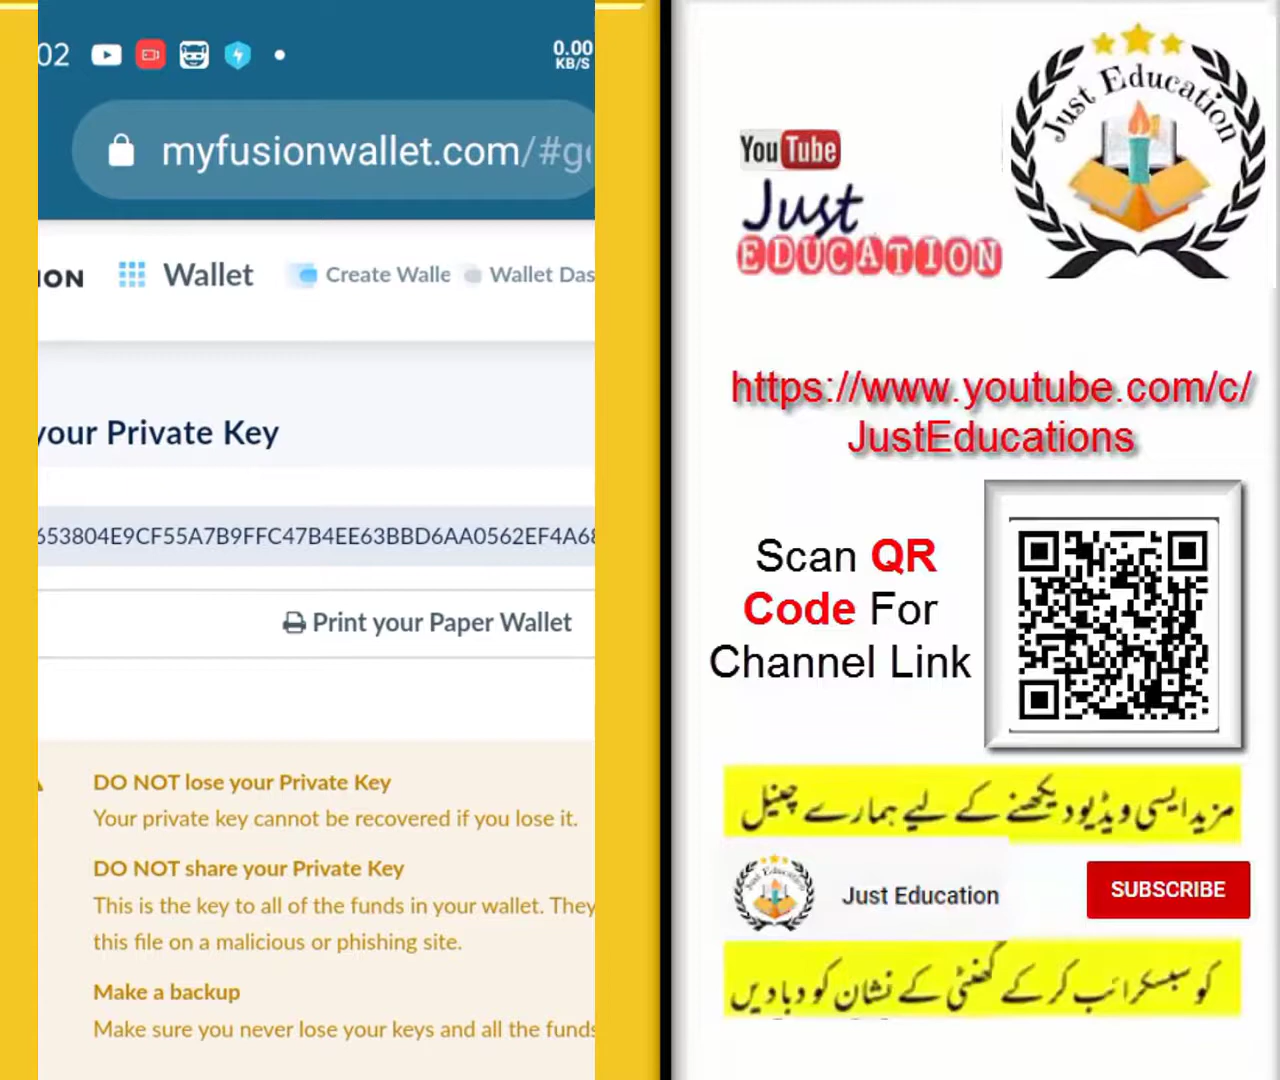 02
0.00
KB/S
myfusionwallet.com/#ge
ION
Wallet
Create Walle
Wallet Das
your Private Key
653804E9CF55A7B9FFC47B4EE63BBD6AA0562EF4A68
Print your Paper Wallet
DO NOT lose your Private Key
Your private key cannot be recovered if you lose it.
DO NOT share your Private Key
This is the key to all of the funds in your wallet. They
this file on a malicious or phishing site.
Make a backup
Make sure you never lose your keys and all the funds
YouTube
Just
EDUCATION
Just Education
https://www.youtube.com/c/
JustEducations
Scan QR
Code For
Channel Link
مزید ایسی ویڈیو دیکھنے کے لیے ہمارے چینل
Just Education
Just Education
SUBSCRIBE
کو سبسکرائب کر کے گھنٹی کے نشان کو دبا دیں